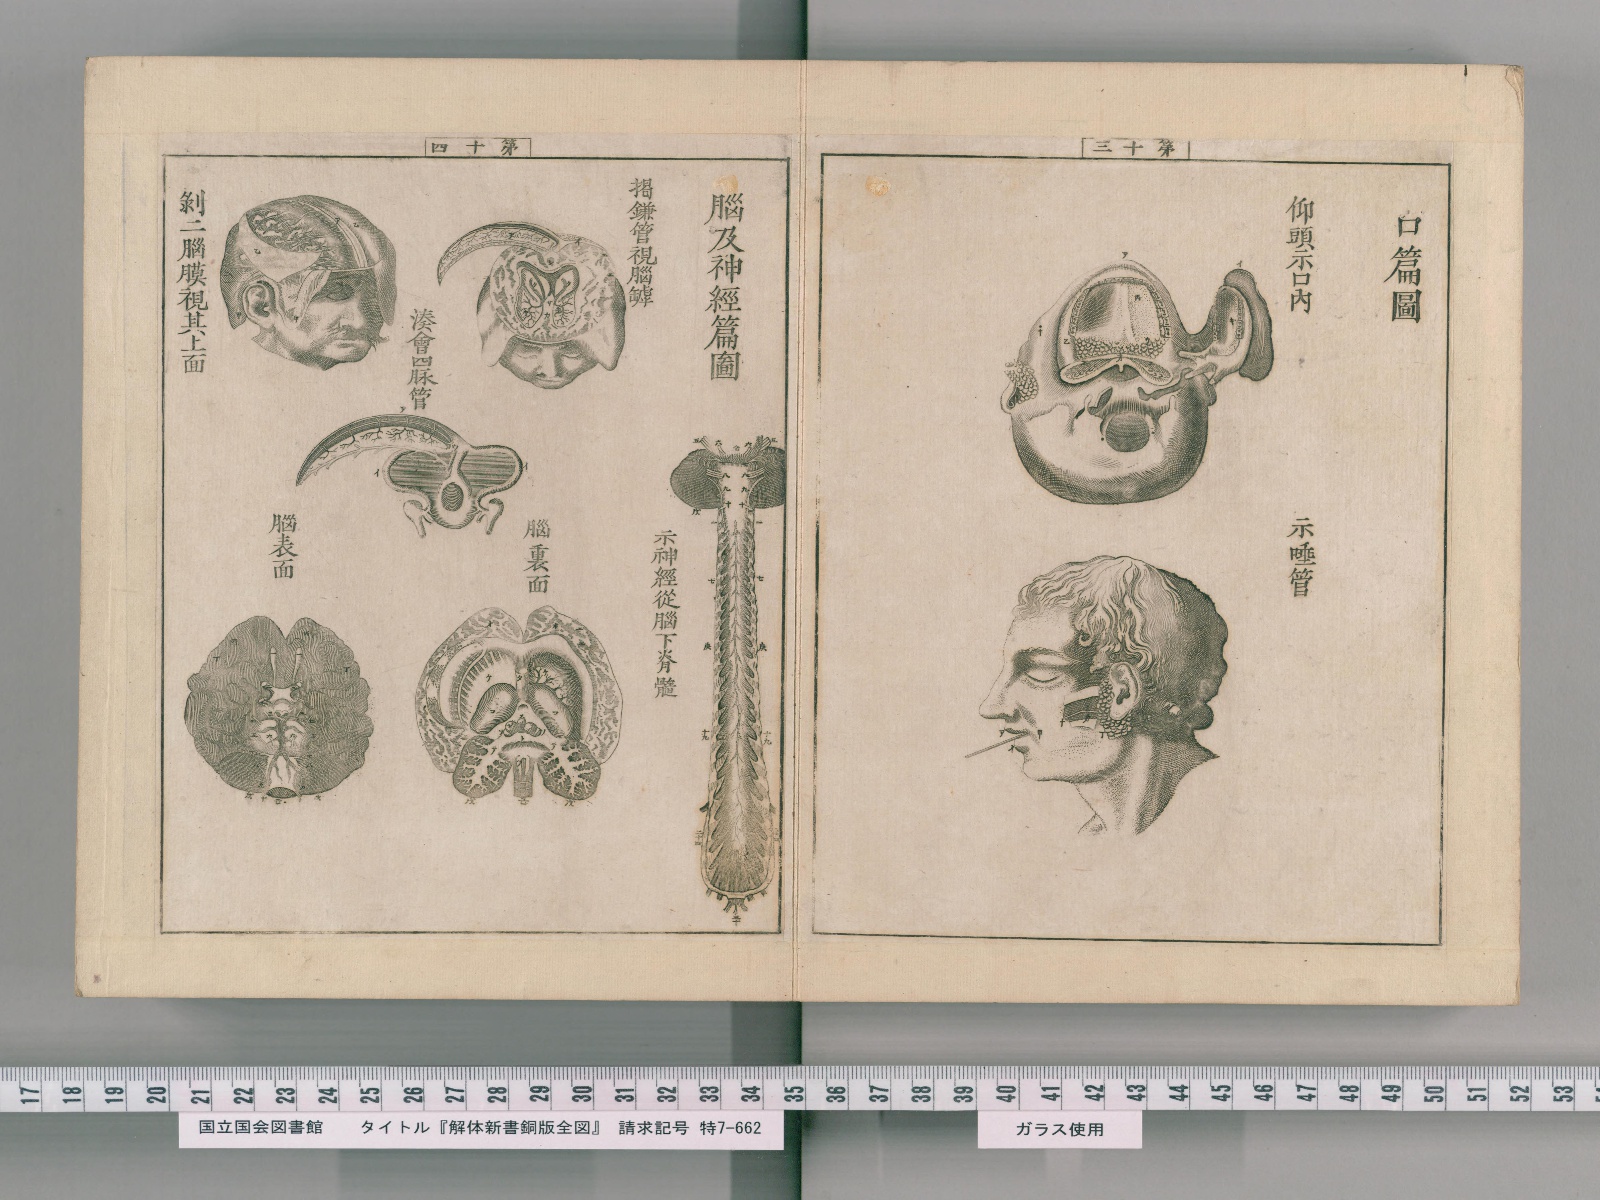 第十三
口篇圖
仰頭示口内
示唾管
第十四
腦及神經篇圖
揭鎌管視腦罅
示神經從腦下脊髓
湊會四脉管
腦裏面
剝二腦膜視其上面
腦表面
17 18 19 20 21 22 23 24 25 26 27 28 29 30 31 32 33 34 35 36 37 38 39 40 41 42 43 44 45 46 47 48 49 50 51 52 53
国立国会図書館 タイトル『解体新書銅版全図』 請求記号 特7-662
ガラス使用